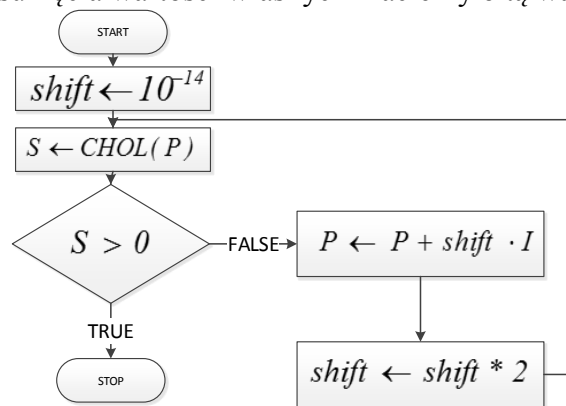 START
shift ← 10⁻¹⁴
S ← CHOL( P )
S > 0
FALSE
P ← P + shift · I
TRUE
shift ← shift * 2
STOP